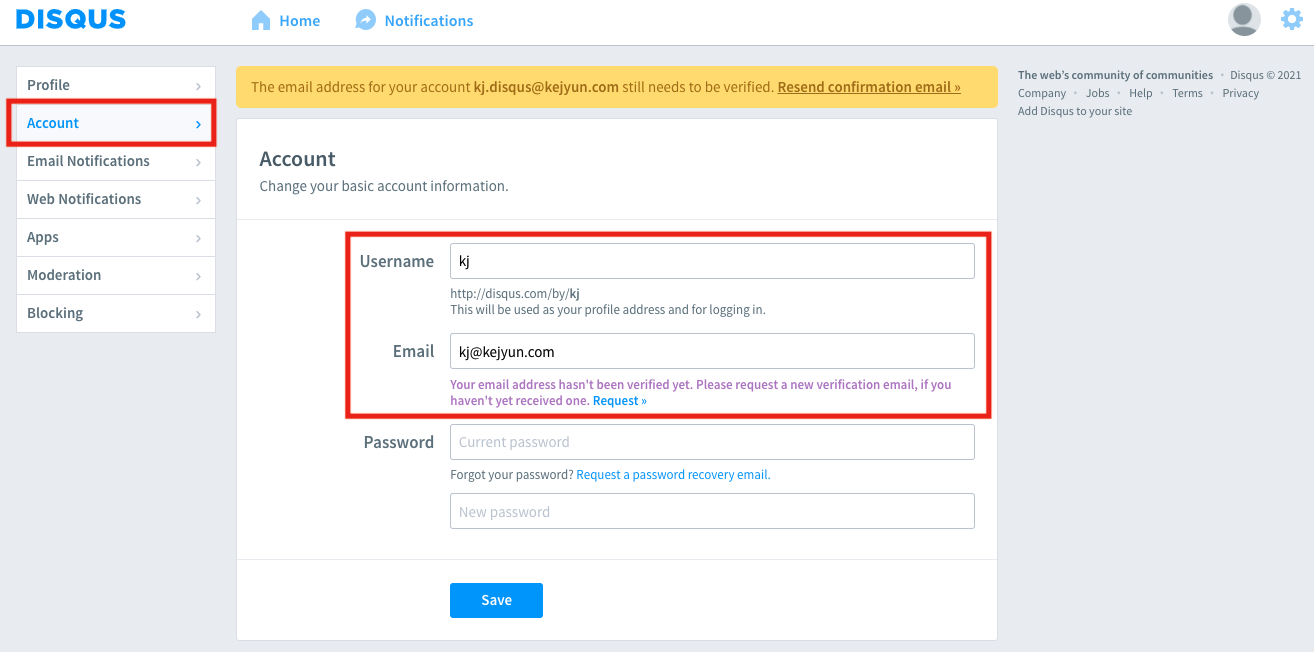 DISQUS
Home
Notifications
Profile
Account
Email Notifications
Web Notifications
Apps
Moderation
Blocking
The email address for your account kj.disqus@kejyun.com still needs to be verified. Resend confirmation email »
Account
Change your basic account information.
Username
kj
http://disqus.com/by/kj
This will be used as your profile address and for logging in.
Email
kj@kejyun.com
Your email address hasn't been verified yet. Please request a new verification email, if you
haven't yet received one. Request »
Password
Current password
Forgot your password? Request a password recovery email.
New password
Save
The web's community of communities · Disqus © 2021
Company · Jobs · Help · Terms · Privacy
Add Disqus to your site